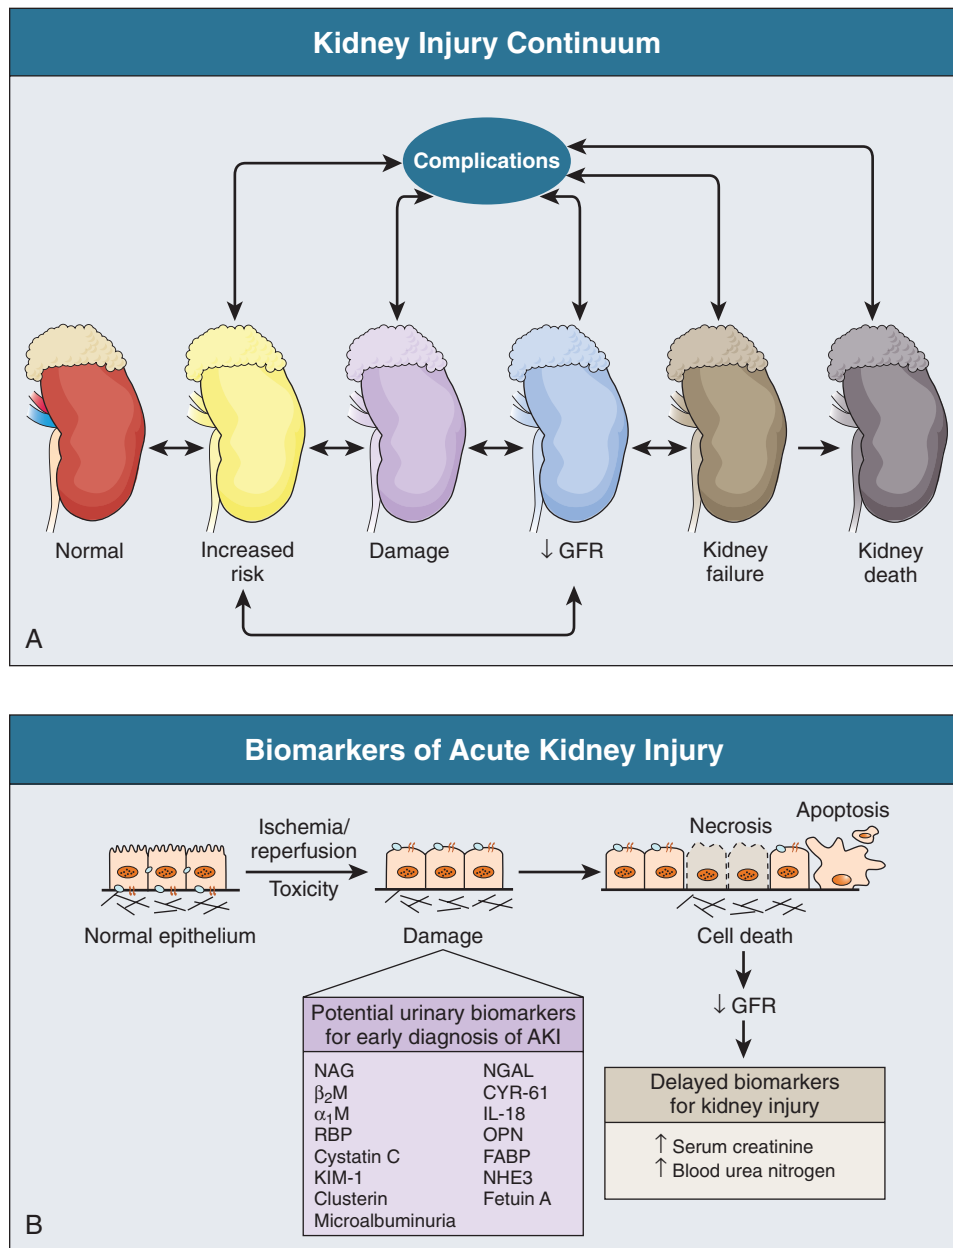 Kidney Injury Continuum
Complications
Normal
Increased
risk
Damage
↓ GFR
Kidney
failure
Kidney
death
A
Biomarkers of Acute Kidney Injury
Ischemia/
reperfusion
Toxicity
Necrosis
Apoptosis
Normal epithelium
Damage
Cell death
↓ GFR
Potential urinary biomarkers
for early diagnosis of AKI
NAG
β₂M
α₁M
RBP
Cystatin C
KIM-1
Clusterin
Microalbuminuria
NGAL
CYR-61
IL-18
OPN
FABP
NHE3
Fetuin A
Delayed biomarkers
for kidney injury
↑ Serum creatinine
↑ Blood urea nitrogen
B